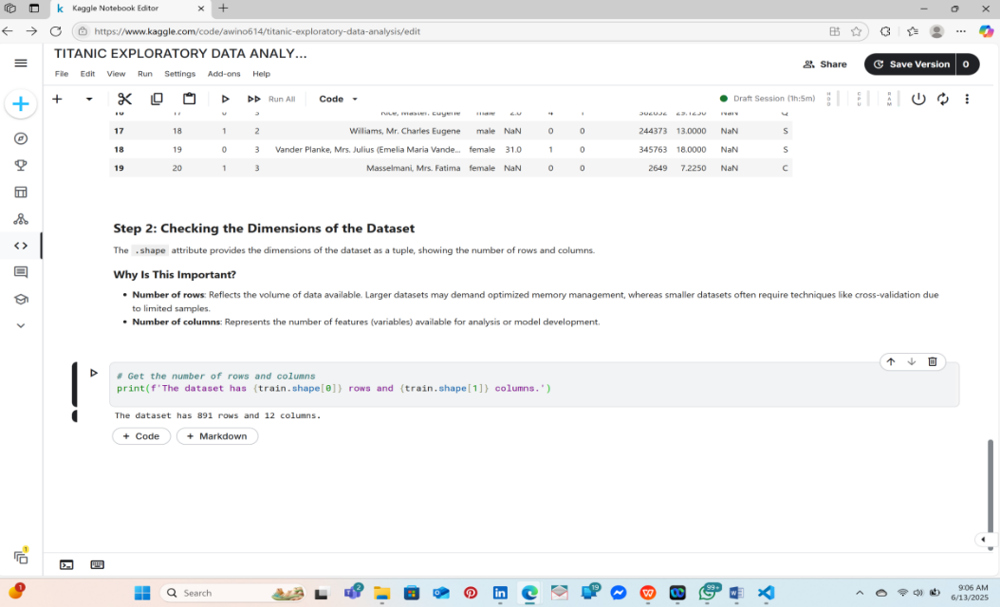 Kaggle Notebook Editor
https://www.kaggle.com/code/awino614/titanic-exploratory-data-analysis/edit
TITANIC EXPLORATORY DATA ANALY...
File Edit View Run Settings Add-ons Help
Share
Save Version 0
Run All
Code
Draft Session (1h:5m)
HDD
CPU
RAM
16 17 0 3 Rice, Master. Eugene male 2.0 4 1 382652 29.1250 NaN Q
17 18 1 2 Williams, Mr. Charles Eugene male NaN 0 0 244373 13.0000 NaN S
18 19 0 3 Vander Planke, Mrs. Julius (Emelia Maria Vande... female 31.0 1 0 345763 18.0000 NaN S
19 20 1 3 Masselmani, Mrs. Fatima female NaN 0 0 2649 7.2250 NaN C
Step 2: Checking the Dimensions of the Dataset
The .shape attribute provides the dimensions of the dataset as a tuple, showing the number of rows and columns.
Why Is This Important?
• Number of rows: Reflects the volume of data available. Larger datasets may demand optimized memory management, whereas smaller datasets often require techniques like cross-validation due
to limited samples.
• Number of columns: Represents the number of features (variables) available for analysis or model development.
# Get the number of rows and columns
print(f'The dataset has {train.shape[0]} rows and {train.shape[1]} columns.')
The dataset has 891 rows and 12 columns.
+ Code + Markdown
1
1
Search
2
19
99+
9:06 AM
6/13/2025